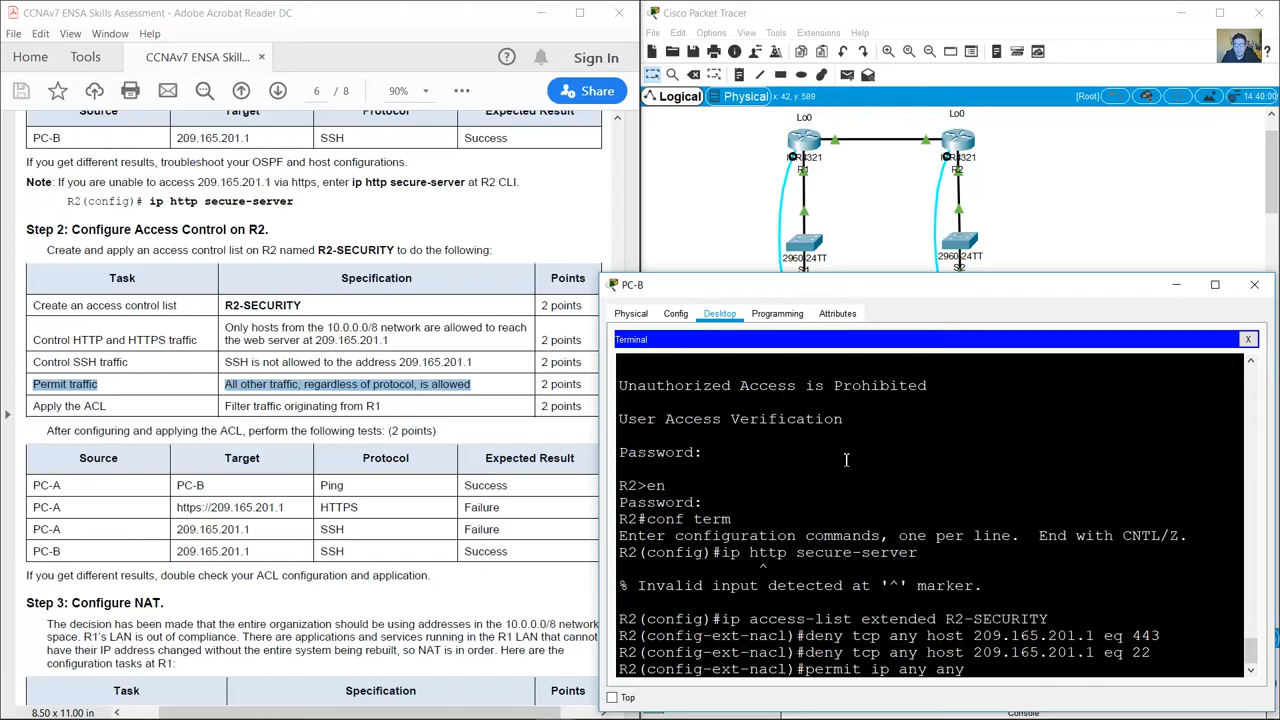 CCNAv7 ENSA Skills Assessment - Adobe Acrobat Reader DC
File Edit View Window Help
Home Tools CCNAv7 ENSA Skil... × Sign In
6 / 8 90% Share
Source Target Protocol Expected Result
PC-B 209.165.201.1 SSH Success
If you get different results, troubleshoot your OSPF and host configurations.
Note: If you are unable to access 209.165.201.1 via https, enter ip http secure-server at R2 CLI.
R2(config)# ip http secure-server
Step 2: Configure Access Control on R2.
Create and apply an access control list on R2 named R2-SECURITY to do the following:
Task Specification Points
Create an access control list R2-SECURITY 2 points
Only hosts from the 10.0.0.0/8 network are allowed to reach
Control HTTP and HTTPS traffic the web server at 209.165.201.1 2 points
Control SSH traffic SSH is not allowed to the address 209.165.201.1 2 points
Permit traffic All other traffic, regardless of protocol, is allowed 2 points
Apply the ACL Filter traffic originating from R1 2 points
and applying the ACL, perform the following tests: (2 points)
Source Target Protocol Expected Result
PC-A PC-B Ping Success
PC-A https://209.165.201.1 HTTPS Failure
PC-A 209.165.201.1 SSH Failure
PC-B 209.165.201.1 SSH Success
If you get different results, double check your ACL configuration and application.
Step 3: Configure NAT.
The decision has been made that the entire organization should be using addresses in the 10.0.0.0/8 network
space. R1's LAN is out of compliance. There are applications and services running in the R1 LAN that cannot
have their IP address changed without the entire system being rebuilt, so NAT is in order. Here are the
configuration tasks at R1:
Task Specification Points
8.50 x 11.00 in
Cisco Packet Tracer
File Edit Options View Tools Extensions Help
Logical Physical x: 42, y: 589 [Root] 14:40:00
Lo0 Lo0
R1 R2
2960-24TT 2960-24TT
S1 S2
PC-B
Physical Config Desktop Programming Attributes
Terminal X
Unauthorized Access is Prohibited
User Access Verification
Password:
R2>en
Password:
R2#conf term
Enter configuration commands, one per line. End with CNTL/Z.
R2(config)#ip http secure-server
^
% Invalid input detected at '^' marker.
R2(config)#ip access-list extended R2-SECURITY
R2(config-ext-nacl)#deny tcp any host 209.165.201.1 eq 443
R2(config-ext-nacl)#deny tcp any host 209.165.201.1 eq 22
R2(config-ext-nacl)#permit ip any any
Top
Console